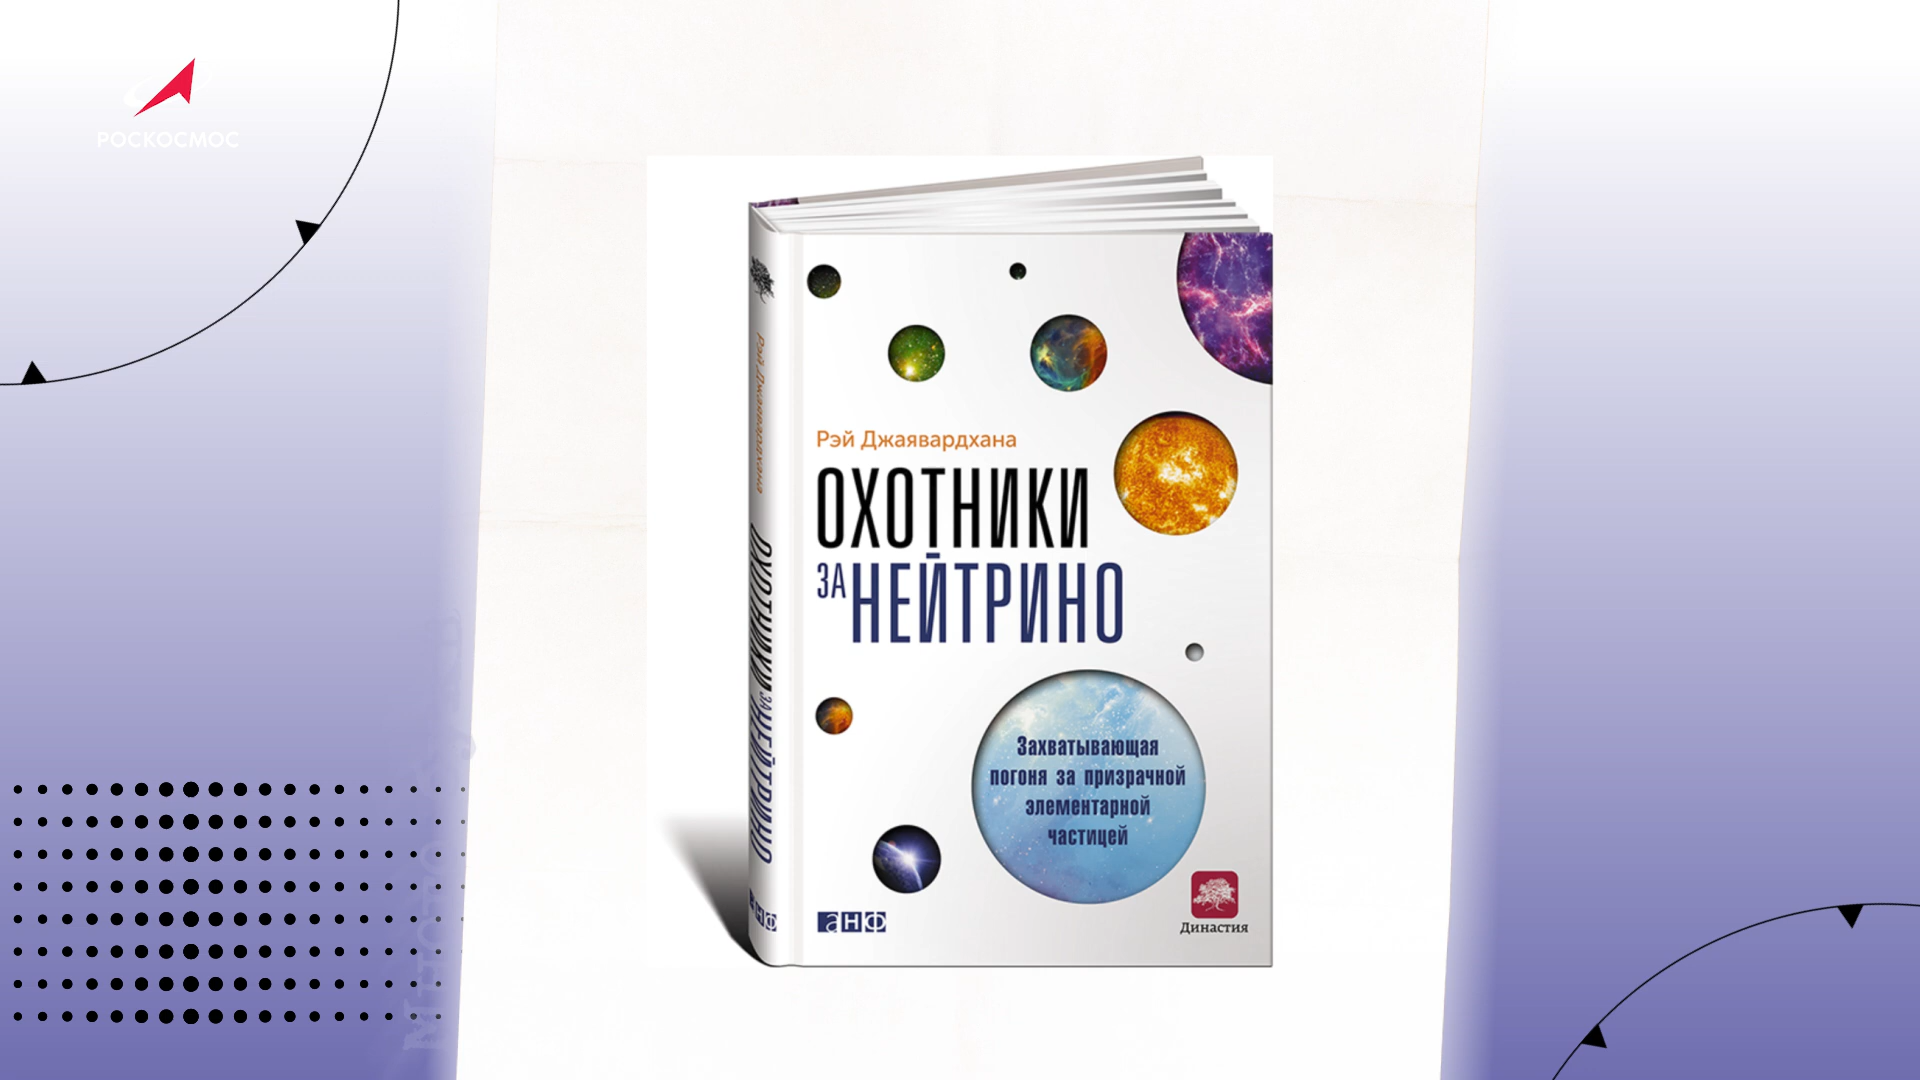 РОСКОСМОС
Рэй Джаявардхана
ОХОТНИКИ
ЗА НЕЙТРИНО
Захватывающая
погоня за призрачной
элементарной
частицей
анф
Династия
Рэй Джаявардхана
ОХОТНИКИ ЗА НЕЙТРИНО
анф